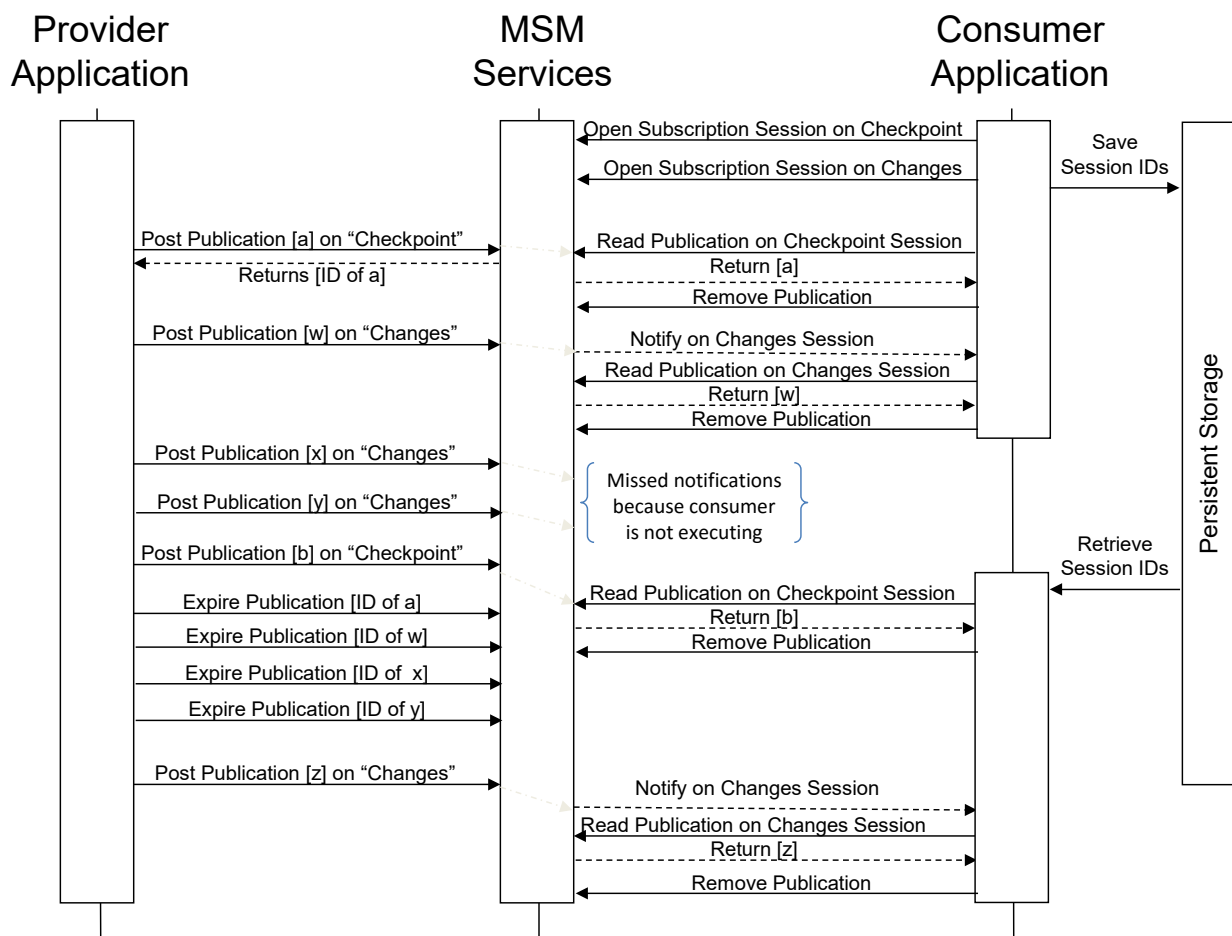 Provider
Application
MSM
Services
Consumer
Application
Open Subscription Session on Checkpoint
Save
Session IDs
Open Subscription Session on Changes
Post Publication [a] on “Checkpoint”
Read Publication on Checkpoint Session
Returns [ID of a]
Return [a]
Remove Publication
Post Publication [w] on “Changes”
Notify on Changes Session
Read Publication on Changes Session
Return [w]
Remove Publication
Post Publication [x] on “Changes”
Missed notifications
because consumer
is not executing
Post Publication [y] on “Changes”
Persistent Storage
Post Publication [b] on “Checkpoint”
Retrieve
Session IDs
Read Publication on Checkpoint Session
Expire Publication [ID of a]
Return [b]
Expire Publication [ID of w]
Remove Publication
Expire Publication [ID of  x]
Expire Publication [ID of y]
Post Publication [z] on “Changes”
Notify on Changes Session
Read Publication on Changes Session
Return [z]
Remove Publication